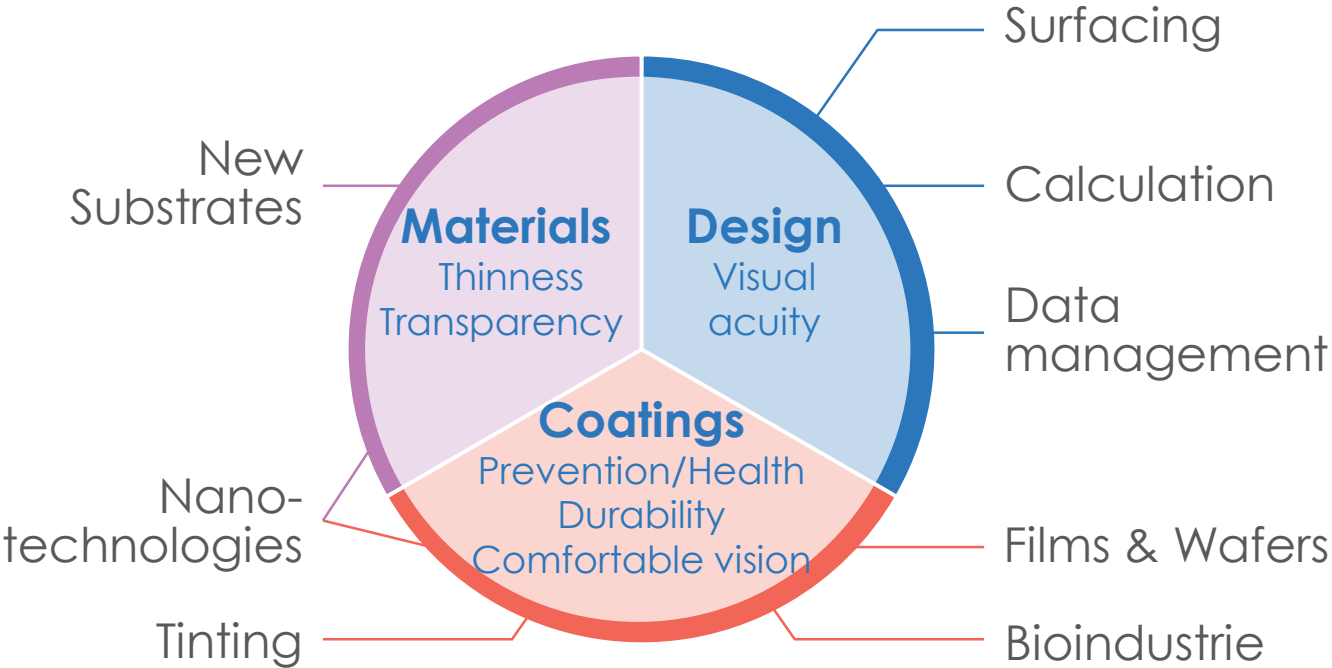 Surfacing
New
Substrates
Calculation
Materials
Thinness
Transparency
Design
Visual
acuity
Data
management
Coatings
Prevention/Health
Durability
Comfortable vision
Nano-
technologies
Films & Wafers
Tinting
Bioindustrie